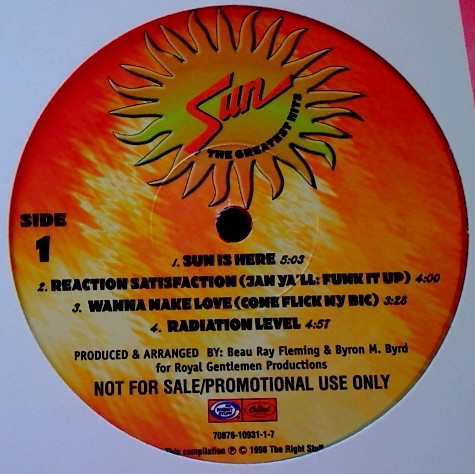 Sun
THE GREATEST HITS
SIDE
1
1. SUN IS HERE 5:03
2. REACTION SATISFACTION (JAM YA'LL: FUNK IT UP) 4:00
3. WANNA MAKE LOVE (COME FLICK MY BIC) 3:28
4. RADIATION LEVEL 4:57
PRODUCED & ARRANGED BY: Beau Ray Fleming & Byron M. Byrd
for Royal Gentlemen Productions
NOT FOR SALE/PROMOTIONAL USE ONLY
Capitol
70876-10931-1-7
This compilation ℗ © 1998 The Right Stuff